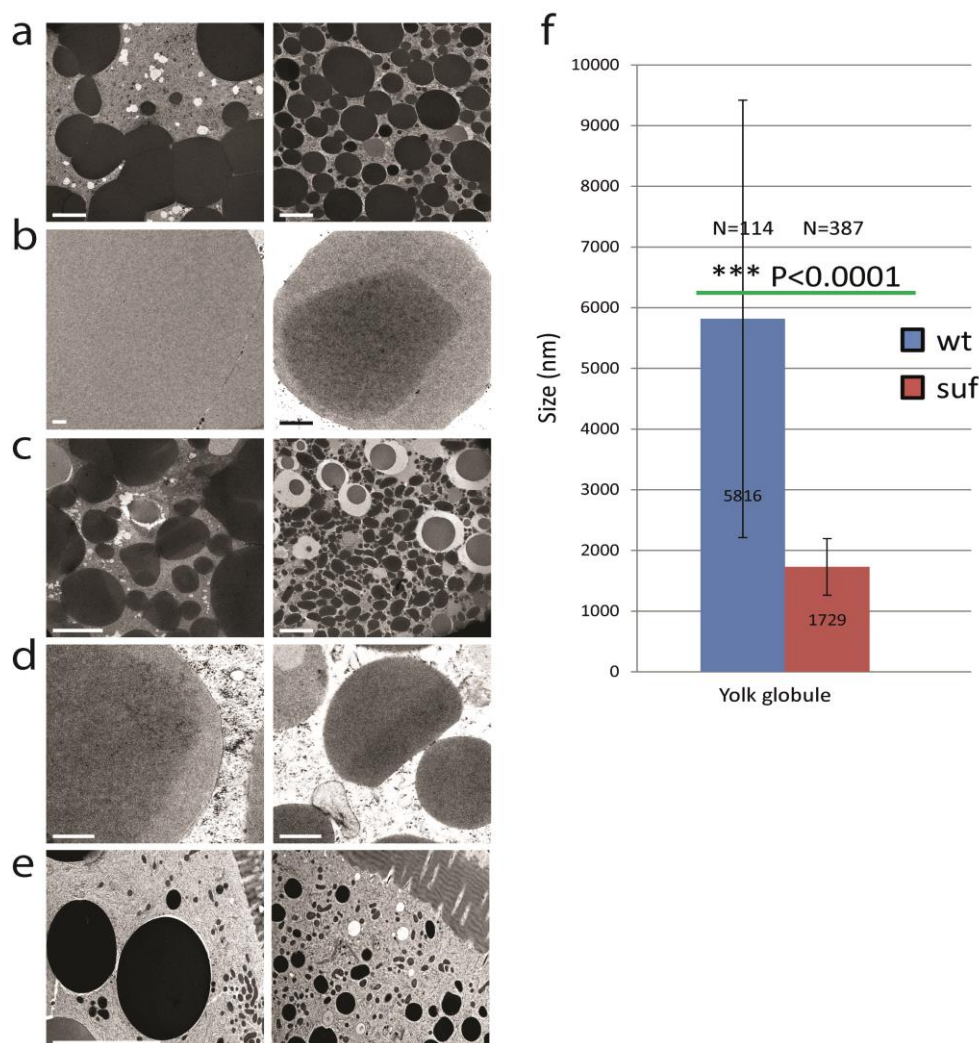 a
b
c
d
e
f
10000
9000
8000
7000
6000
5000
4000
3000
2000
1000
0
Size (nm)
N=114 N=387
*** P<0.0001
wt
suf
5816
1729
Yolk globule